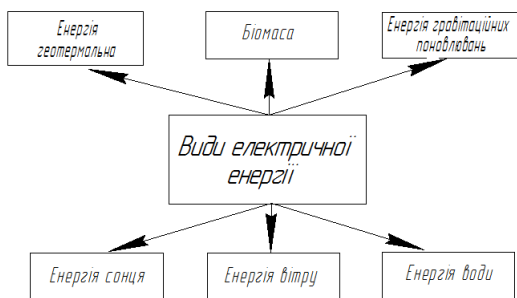 Енергія
геотермальна
Біомаса
Енергія гравітаційних
поновлювань
Види електричної
енергії
Енергія сонця
Енергія вітру
Енергія води